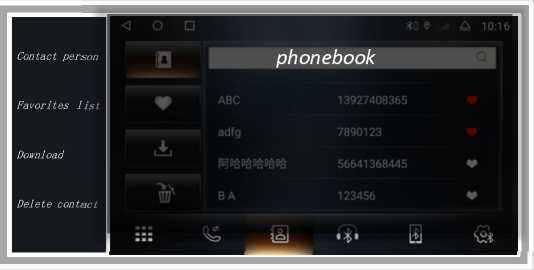 10:16
Contact person
phonebook
Favorites list
ABC 13927408365
adfg 7890123
Download
阿哈哈哈哈哈 56641368445
Delete contact
B A 123456